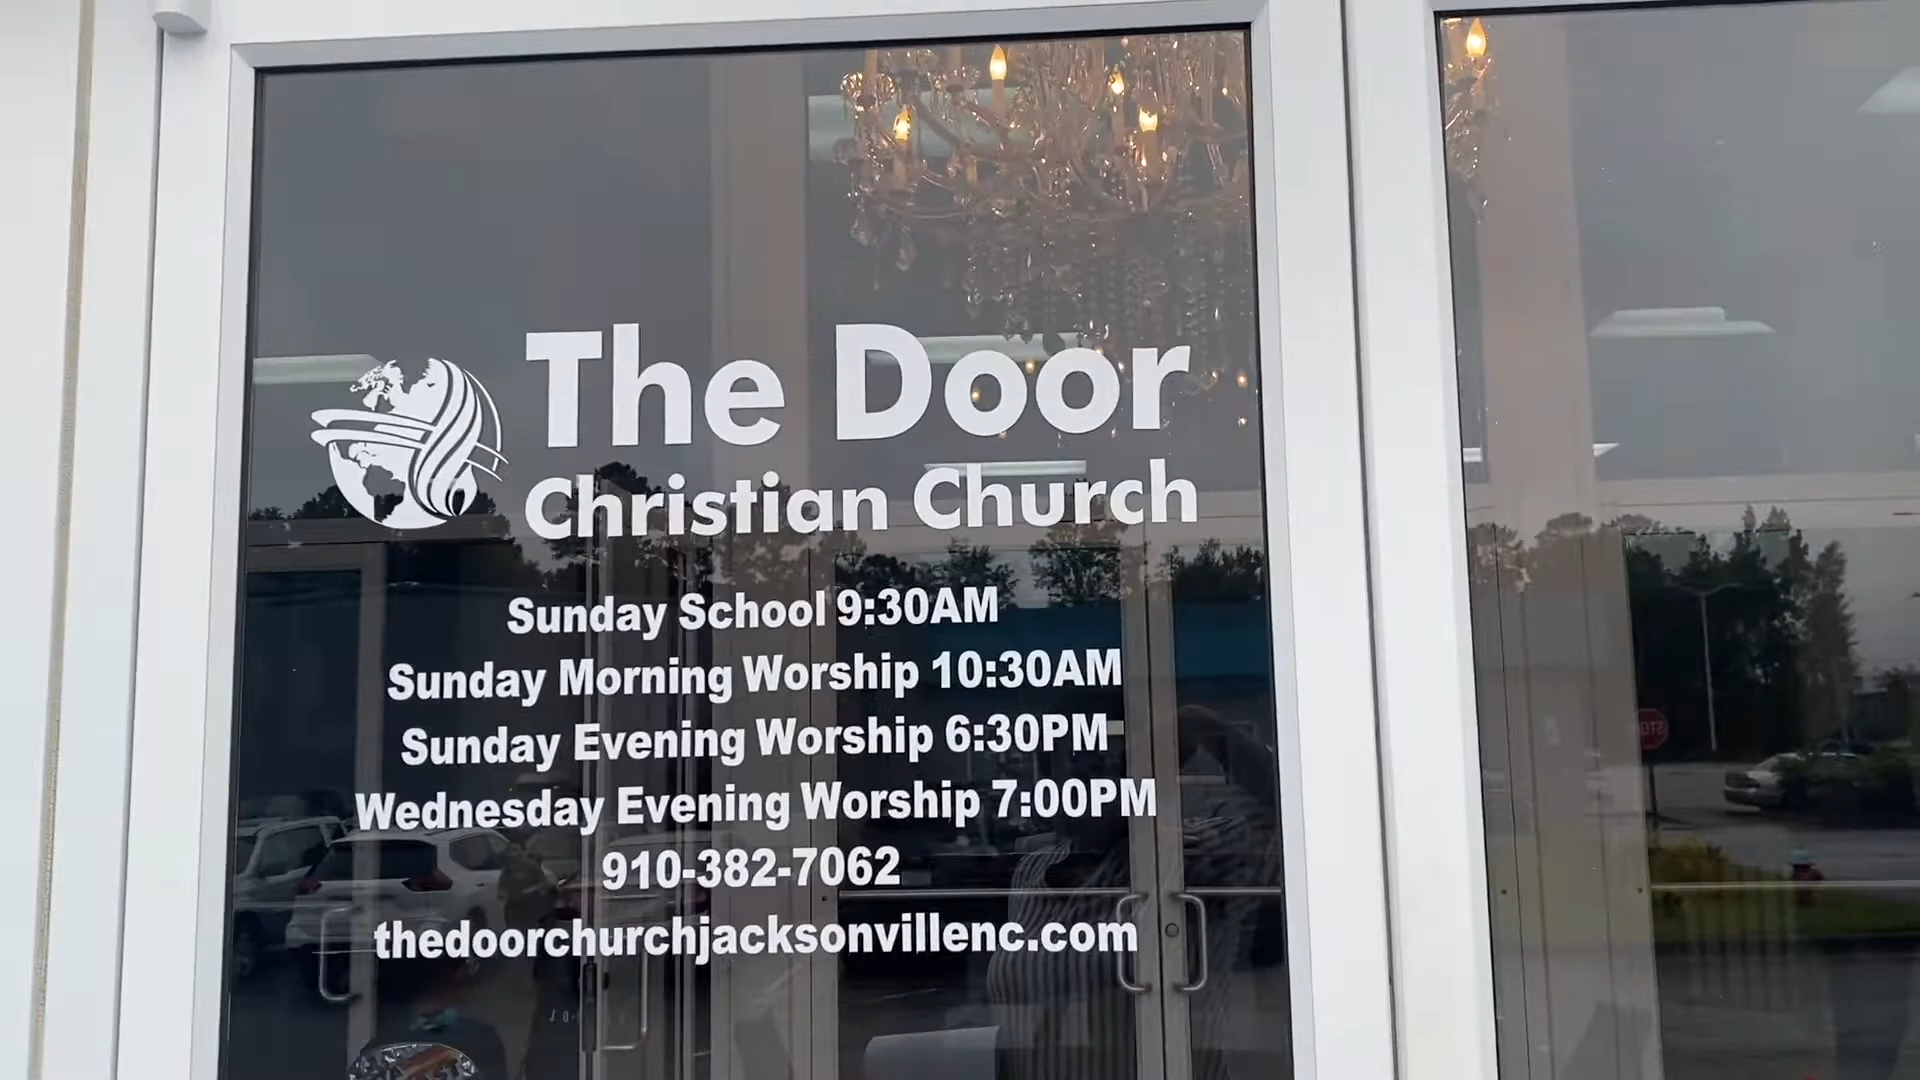 The Door
Christian Church
Sunday School 9:30AM
Sunday Morning Worship 10:30AM
Sunday Evening Worship 6:30PM
Wednesday Evening Worship 7:00PM
910-382-7062
thedoorchurchjacksonvillenc.com
STOP